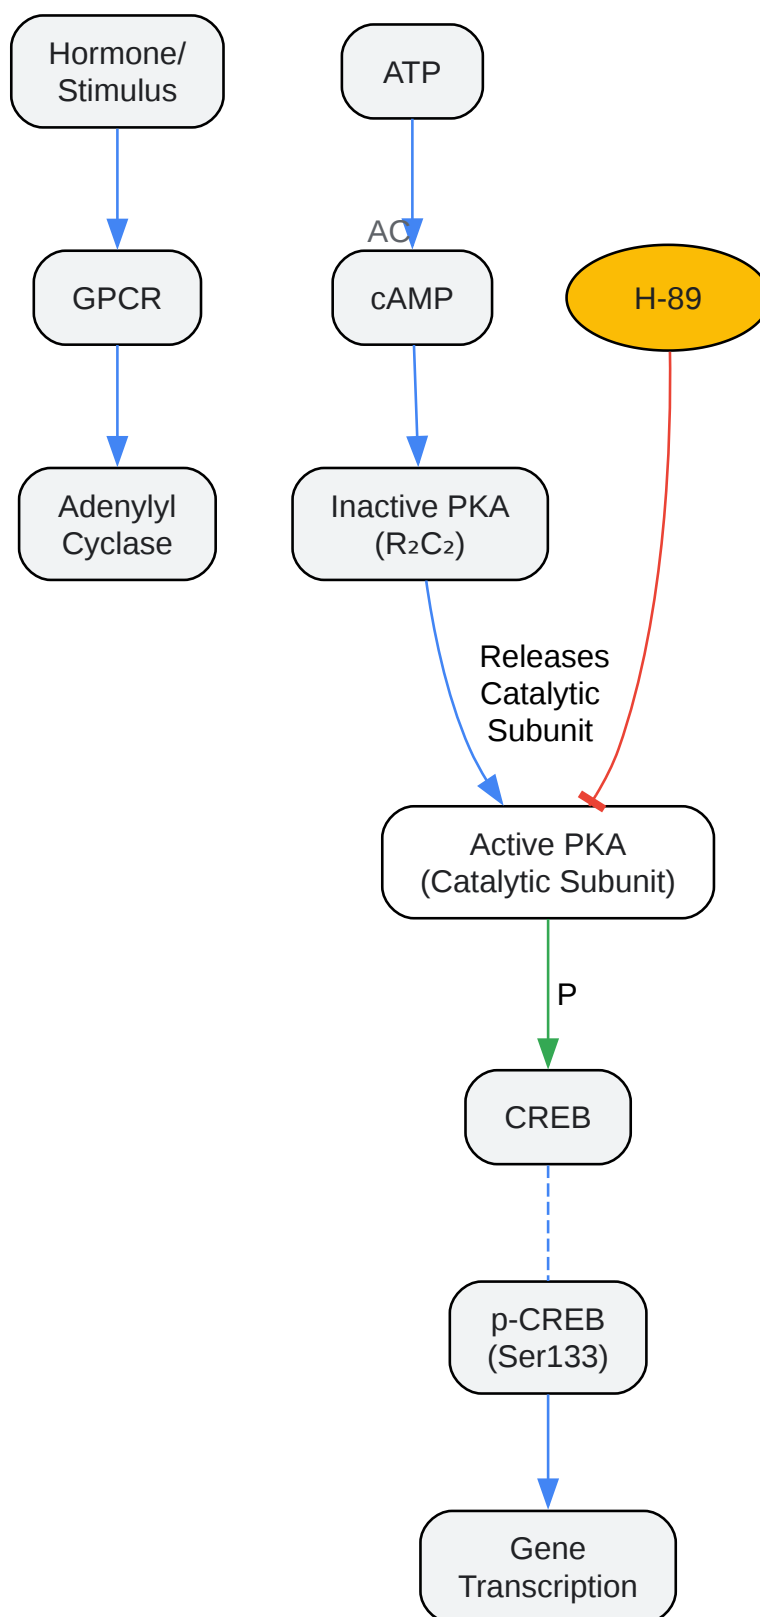 Hormone/
Stimulus
ATP
AC
GPCR
cAMP
H-89
Adenylyl
Cyclase
Inactive PKA
(R₂C₂)
Releases
Catalytic
Subunit
Active PKA
(Catalytic Subunit)
P
CREB
p-CREB
(Ser133)
Gene
Transcription